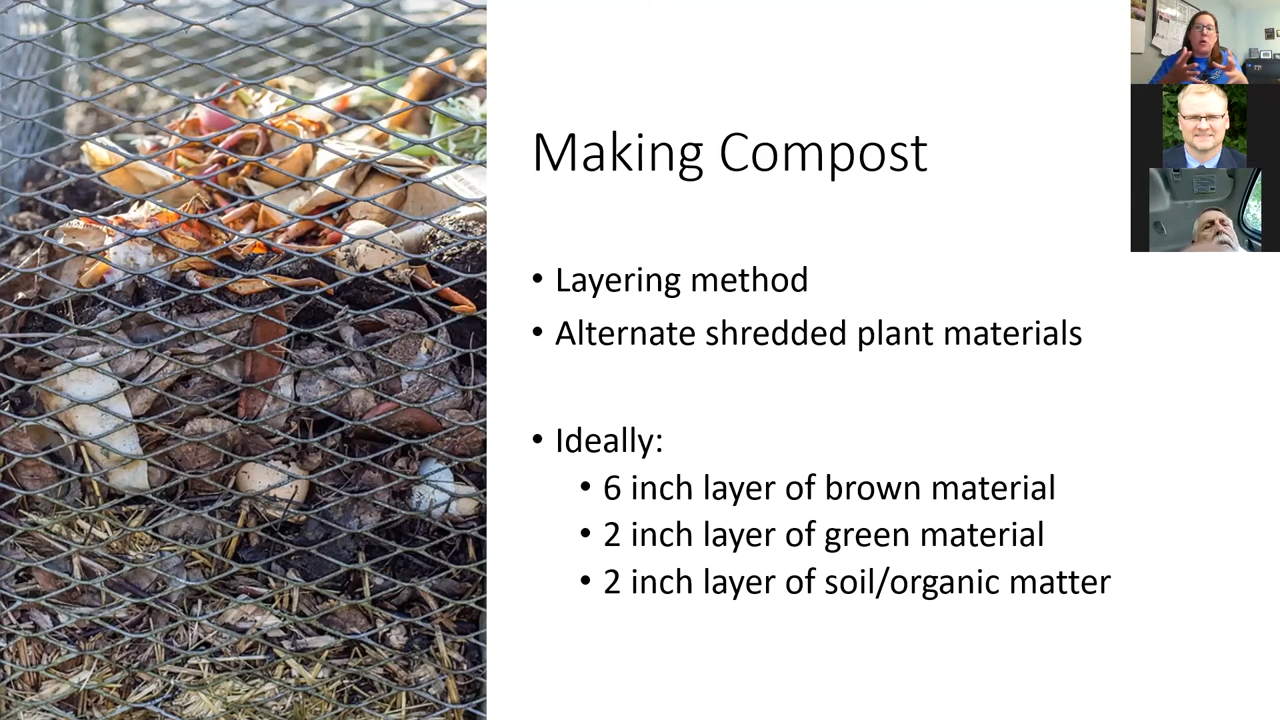 Making Compost
• Layering method
• Alternate shredded plant materials
• Ideally:
• 6 inch layer of brown material
• 2 inch layer of green material
• 2 inch layer of soil/organic matter